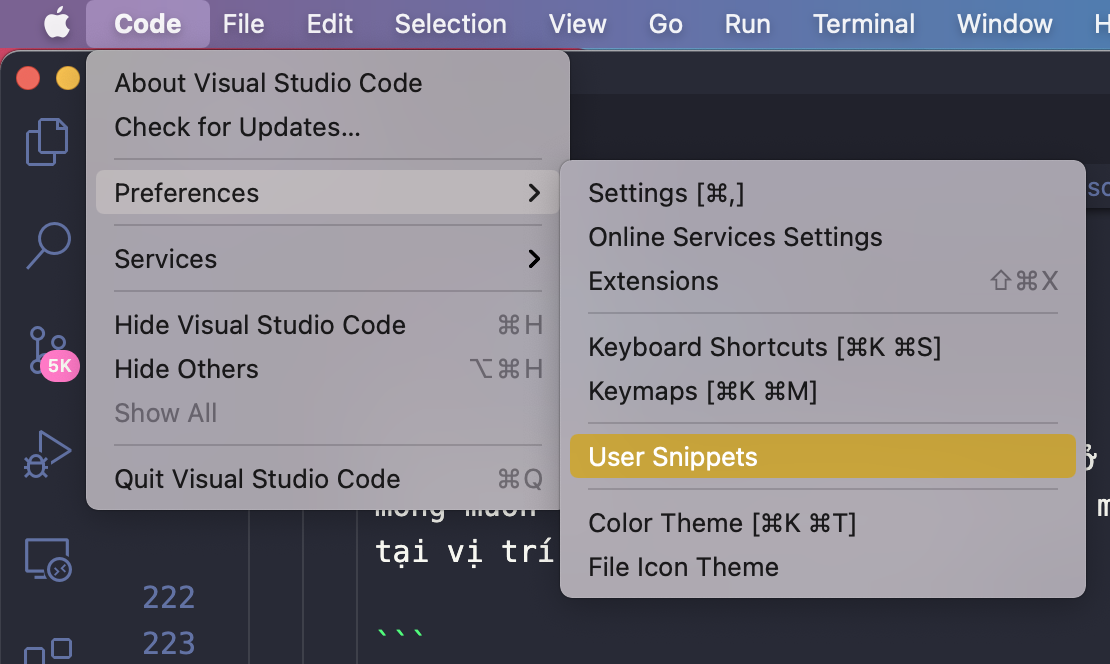 Code File Edit Selection View Go Run Terminal Window H
About Visual Studio Code
Check for Updates...
Preferences
Services
Hide Visual Studio Code ⌘H
Hide Others ⌥⌘H
Show All
Quit Visual Studio Code ⌘Q
Settings [⌘,]
Online Services Settings
Extensions ⇧⌘X
Keyboard Shortcuts [⌘K ⌘S]
Keymaps [⌘K ⌘M]
User Snippets
Color Theme [⌘K ⌘T]
File Icon Theme
5K
mong muốn
tại vị trí
222
223 ```